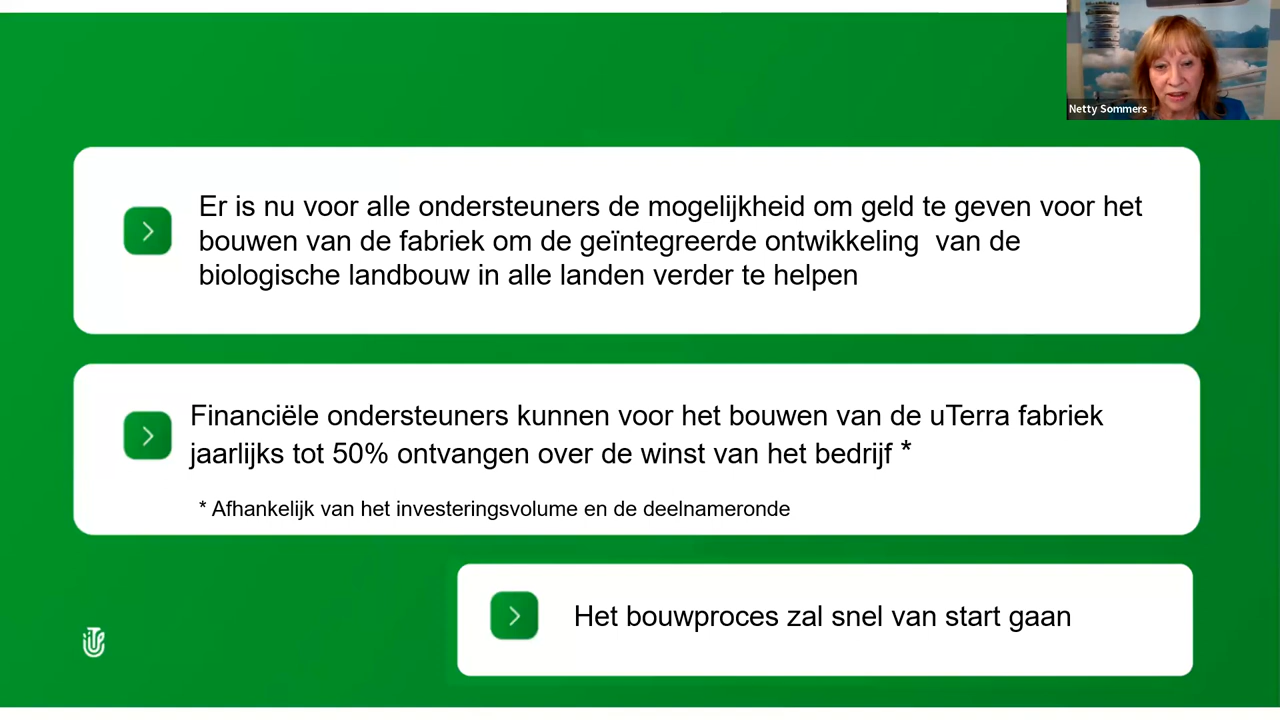 Netty Sommers
Er is nu voor alle ondersteuners de mogelijkheid om geld te geven voor het
bouwen van de fabriek om de geïntegreerde ontwikkeling  van de
biologische landbouw in alle landen verder te helpen
Financiële ondersteuners kunnen voor het bouwen van de uTerra fabriek
jaarlijks tot 50% ontvangen over de winst van het bedrijf *
* Afhankelijk van het investeringsvolume en de deelnameronde
Het bouwproces zal snel van start gaan